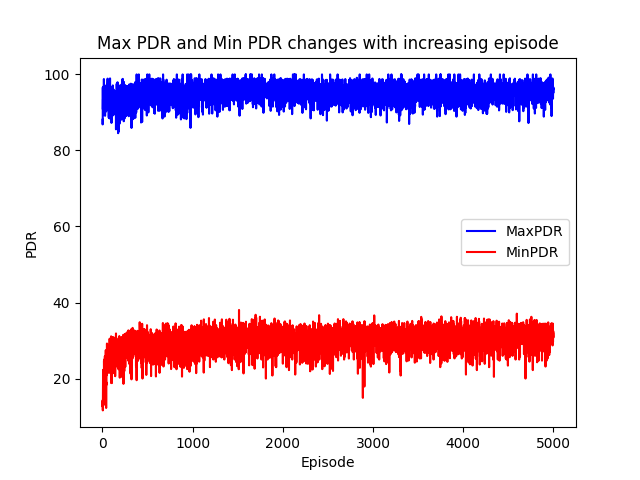 Max PDR and Min PDR changes with increasing episode
100
80
60
40
20
PDR
MaxPDR
MinPDR
0 1000 2000 3000 4000 5000
Episode